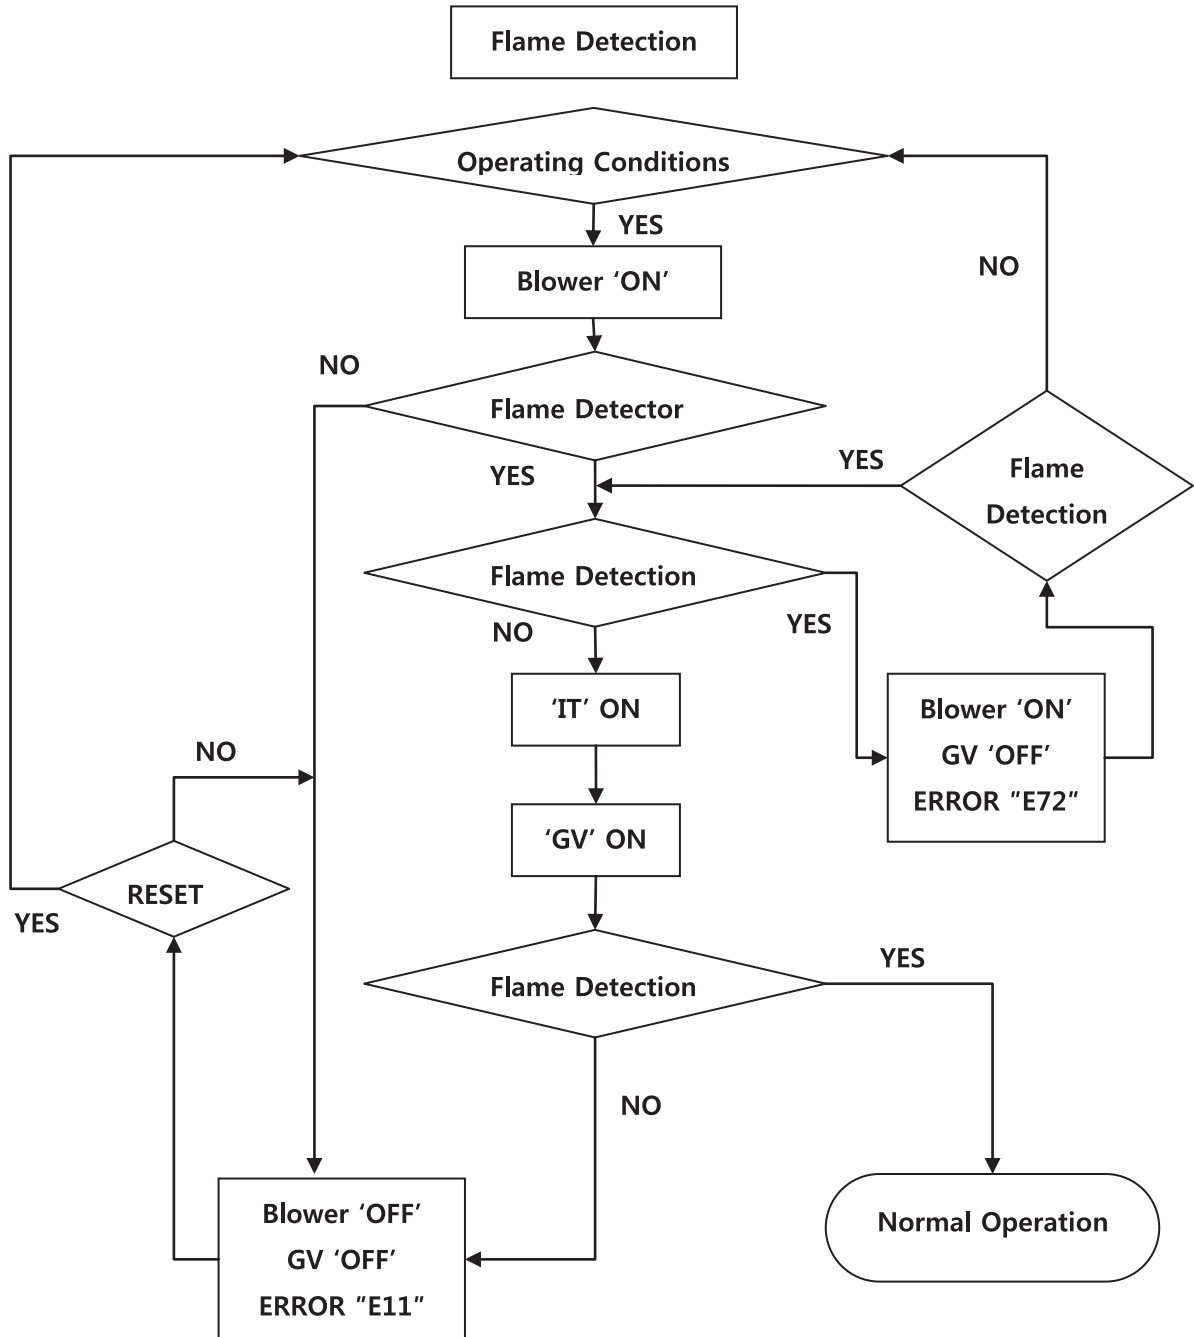 Flame Detection
Operating Conditions
YES
Blower ‘ON’
NO
NO
Flame Detector
YES
YES
Flame
Detection
Flame Detection
NO
YES
‘IT’ ON
Blower ‘ON’
GV ‘OFF’
ERROR ”E72”
NO
‘GV’ ON
RESET
YES
Flame Detection
YES
NO
Blower ‘OFF’
GV ‘OFF’
ERROR ”E11”
Normal Operation